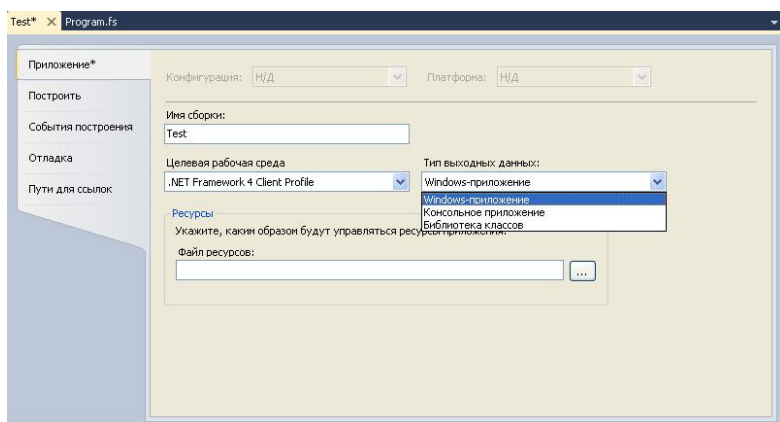 Test* Program.fs
Приложение*
Построить
События построения
Отладка
Пути для ссылок
Конфигурация: Н/Д Платформа: Н/Д
Имя сборки:
Test
Целевая рабочая среда Тип выходных данных:
.NET Framework 4 Client Profile Windows-приложение
Windows-приложение
Консольное приложение
Библиотека классов
Ресурсы
Укажите, каким образом будут управляться ресурсы приложения.
Файл ресурсов:
...